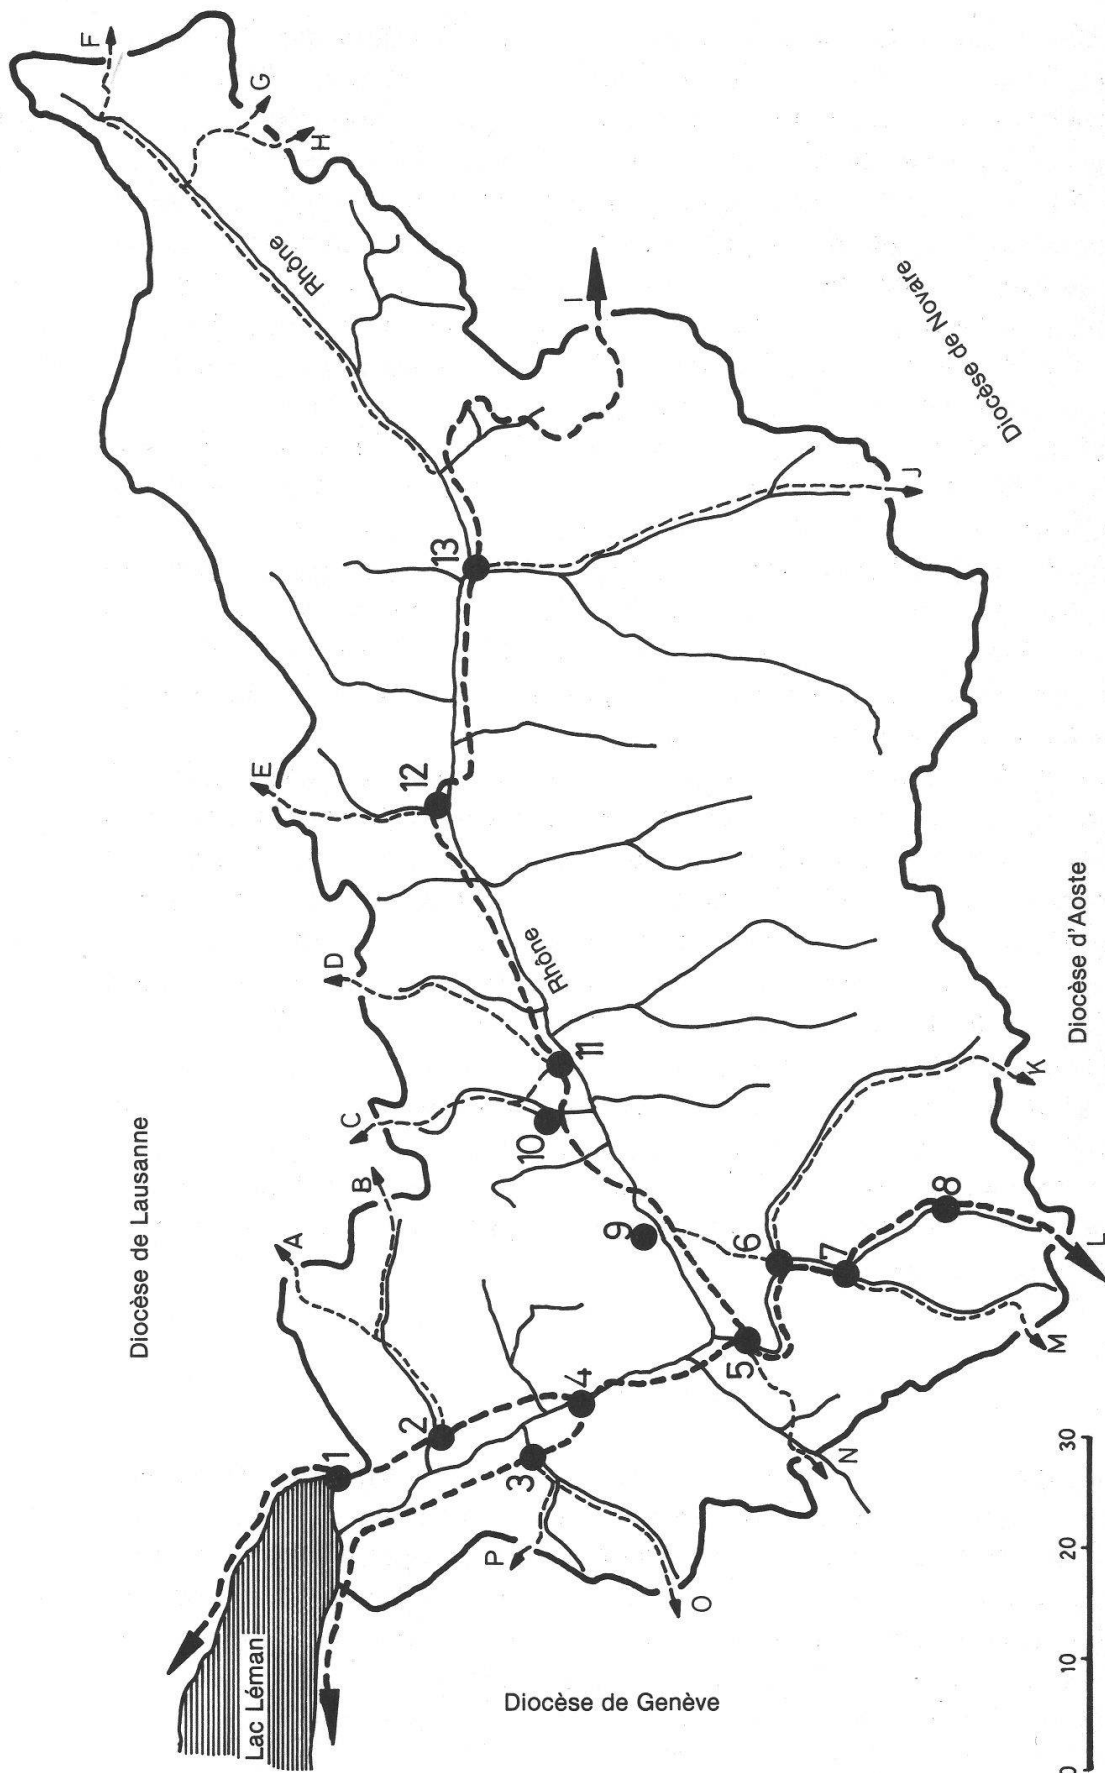 F
G
H
Rhône
I
Diocèse de Novare
J
13
E
12
D
Rhône
11
C
10
Diocèse de Lausanne
B
A
9
6
7
8
K
Diocèse d'Aoste
L
M
5
4
2
3
1
N
P
O
Lac Léman
Diocèse de Genève
0
10
20
30